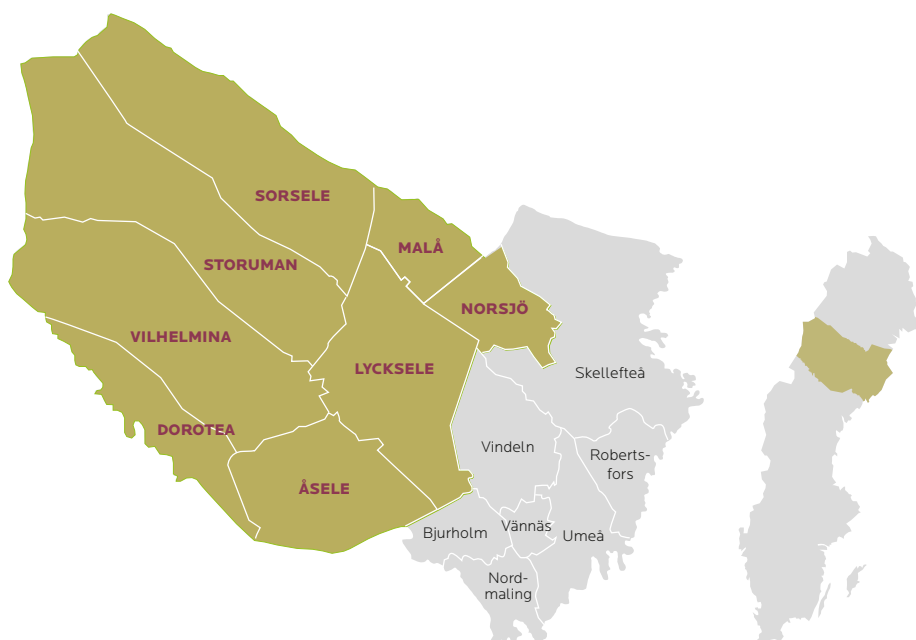 SORSELE
MALÅ
STORUMAN
NORSJÖ
VILHELMINA
LYCKSELE
Skellefteå
DOROTEA
Vindeln
Roberts-
fors
ÅSELE
Vännäs
Bjurholm
Umeå
Nord-
maling